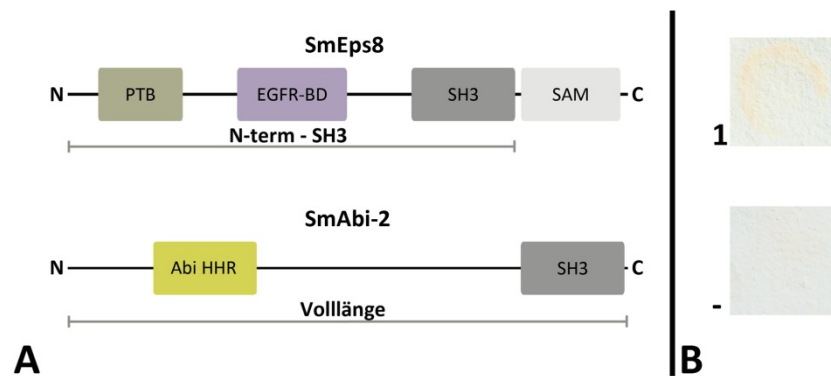 SmEps8
N PTB EGFR-BD SH3 SAM C
N-term - SH3
SmAbi-2
N Abi HHR SH3 C
Volllänge
A
1
-
B